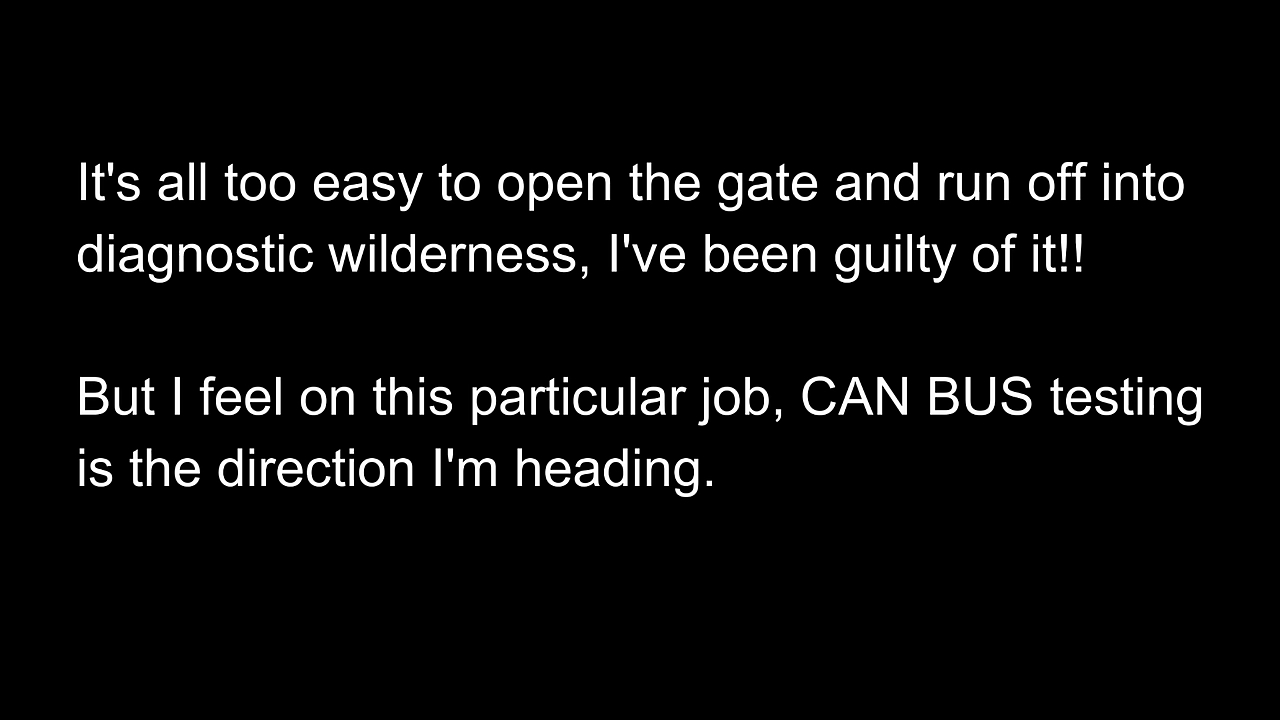 It's all too easy to open the gate and run off into
diagnostic wilderness, I've been guilty of it!!
But I feel on this particular job, CAN BUS testing
is the direction I'm heading.